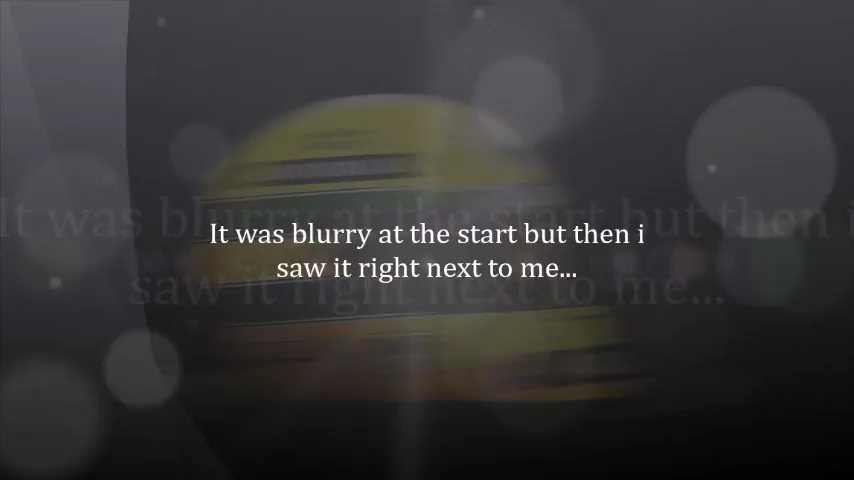 It was blurry at the start but then i
saw it right next to me...